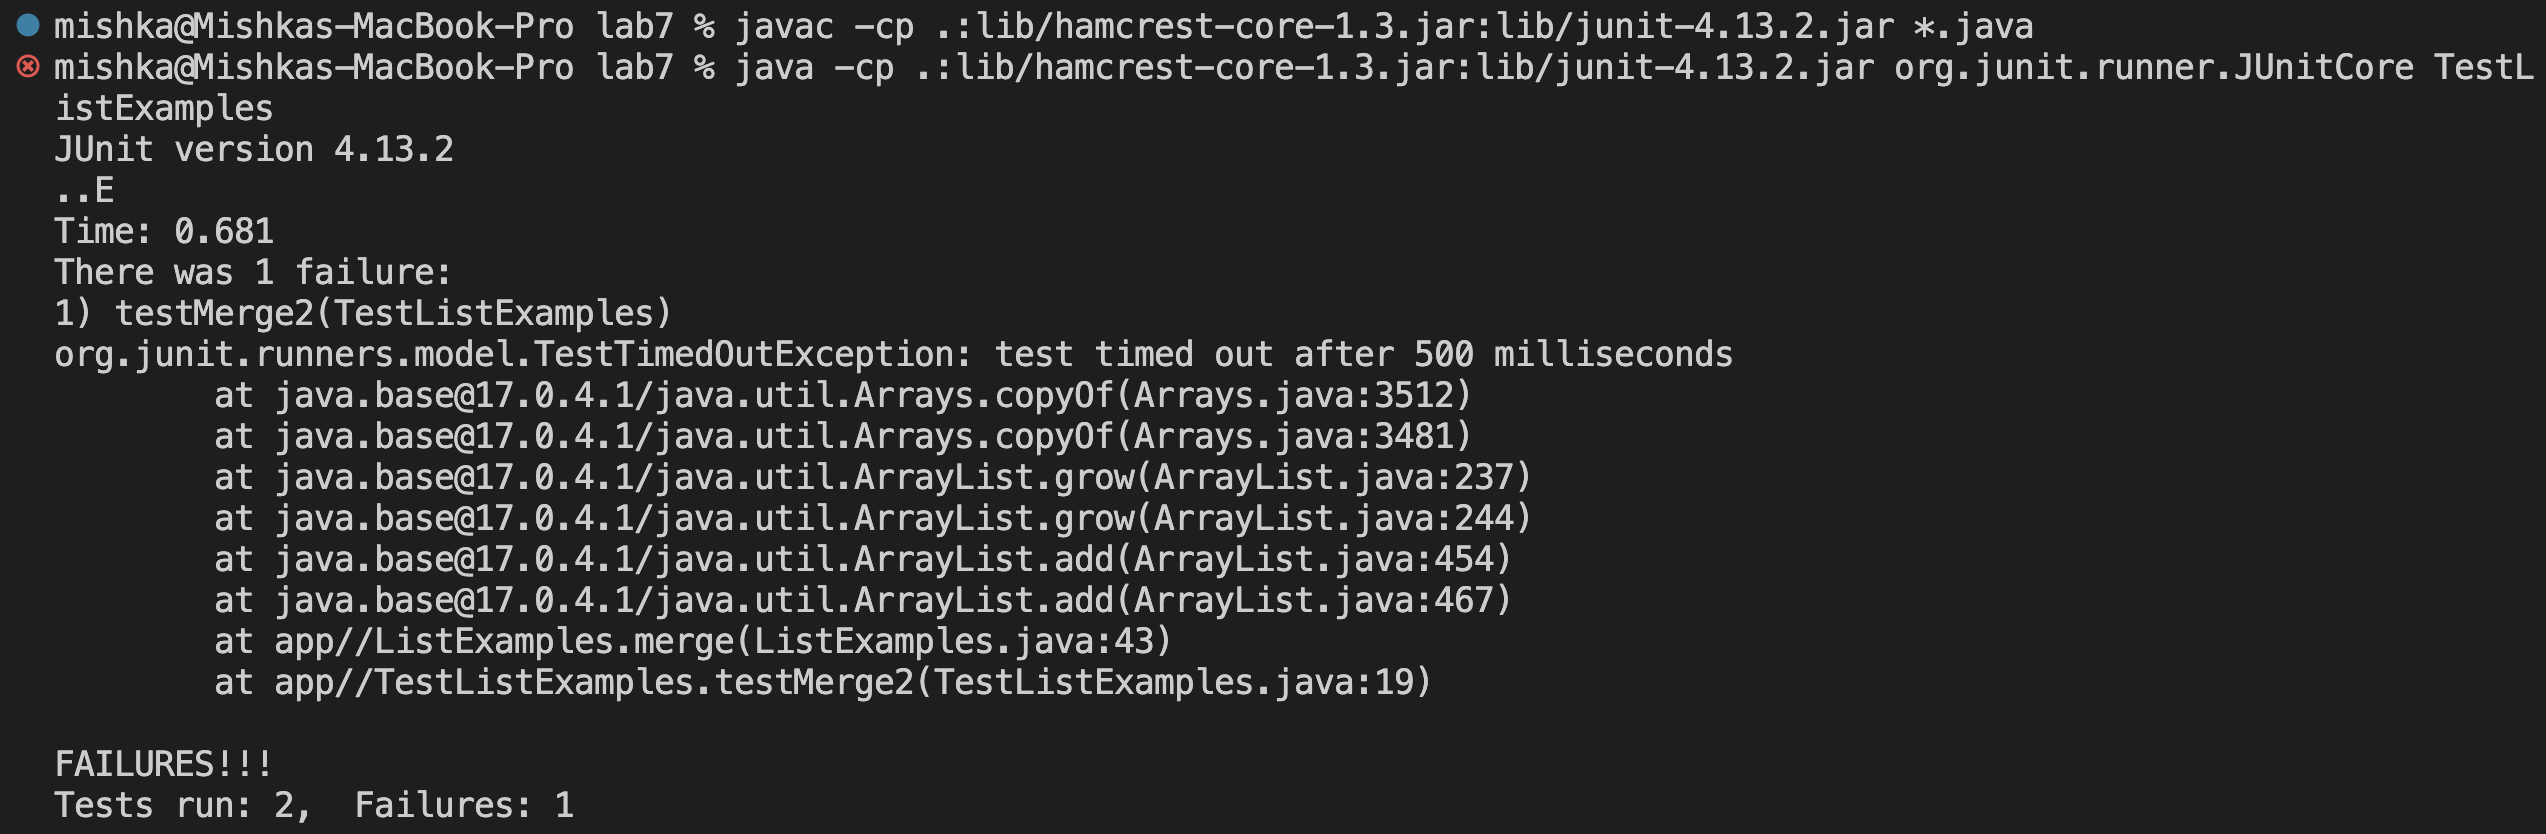 mishka@Mishkas-MacBook-Pro lab7 % javac -cp .:lib/hamcrest-core-1.3.jar:lib/junit-4.13.2.jar *.java
mishka@Mishkas-MacBook-Pro lab7 % java -cp .:lib/hamcrest-core-1.3.jar:lib/junit-4.13.2.jar org.junit.runner.JUnitCore TestL
istExamples
JUnit version 4.13.2
..E
Time: 0.681
There was 1 failure:
1) testMerge2(TestListExamples)
org.junit.runners.model.TestTimedOutException: test timed out after 500 milliseconds
        at java.base@17.0.4.1/java.util.Arrays.copyOf(Arrays.java:3512)
        at java.base@17.0.4.1/java.util.Arrays.copyOf(Arrays.java:3481)
        at java.base@17.0.4.1/java.util.ArrayList.grow(ArrayList.java:237)
        at java.base@17.0.4.1/java.util.ArrayList.grow(ArrayList.java:244)
        at java.base@17.0.4.1/java.util.ArrayList.add(ArrayList.java:454)
        at java.base@17.0.4.1/java.util.ArrayList.add(ArrayList.java:467)
        at app//ListExamples.merge(ListExamples.java:43)
        at app//TestListExamples.testMerge2(TestListExamples.java:19)

FAILURES!!!
Tests run: 2,  Failures: 1